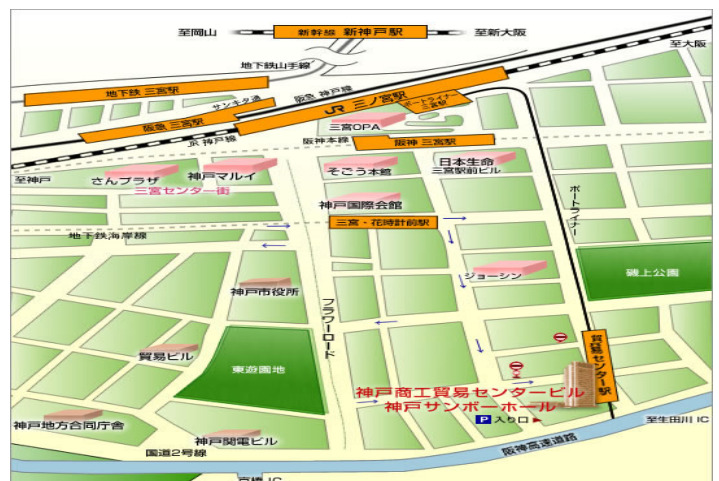 至岡山
新幹線 新神戸駅
至新大阪
至大阪
地下鉄山手線
地下鉄 三宮駅
サンキタ通
阪急 神戸線
JR 三ノ宮駅
ポートライナー
三宮駅
阪急 三宮駅
三宮OPA
JR 神戸線
阪神本線
阪神 三宮駅
至神戸
さんプラザ
神戸マルイ
そごう本館
日本生命
三宮駅前ビル
三宮センター街
神戸国際会館
ポートライナー
三宮・花時計前駅
地下鉄海岸線
ジョーシン
磯上公園
神戸市役所
フラワーロード
貿易ビル
東遊園地
貿易センター駅
神戸商工貿易センタービル
神戸サンボーホール
P 入り口
至生田川 IC
神戸地方合同庁舎
神戸関電ビル
国道2号線
阪神高速道路
京橋 IC